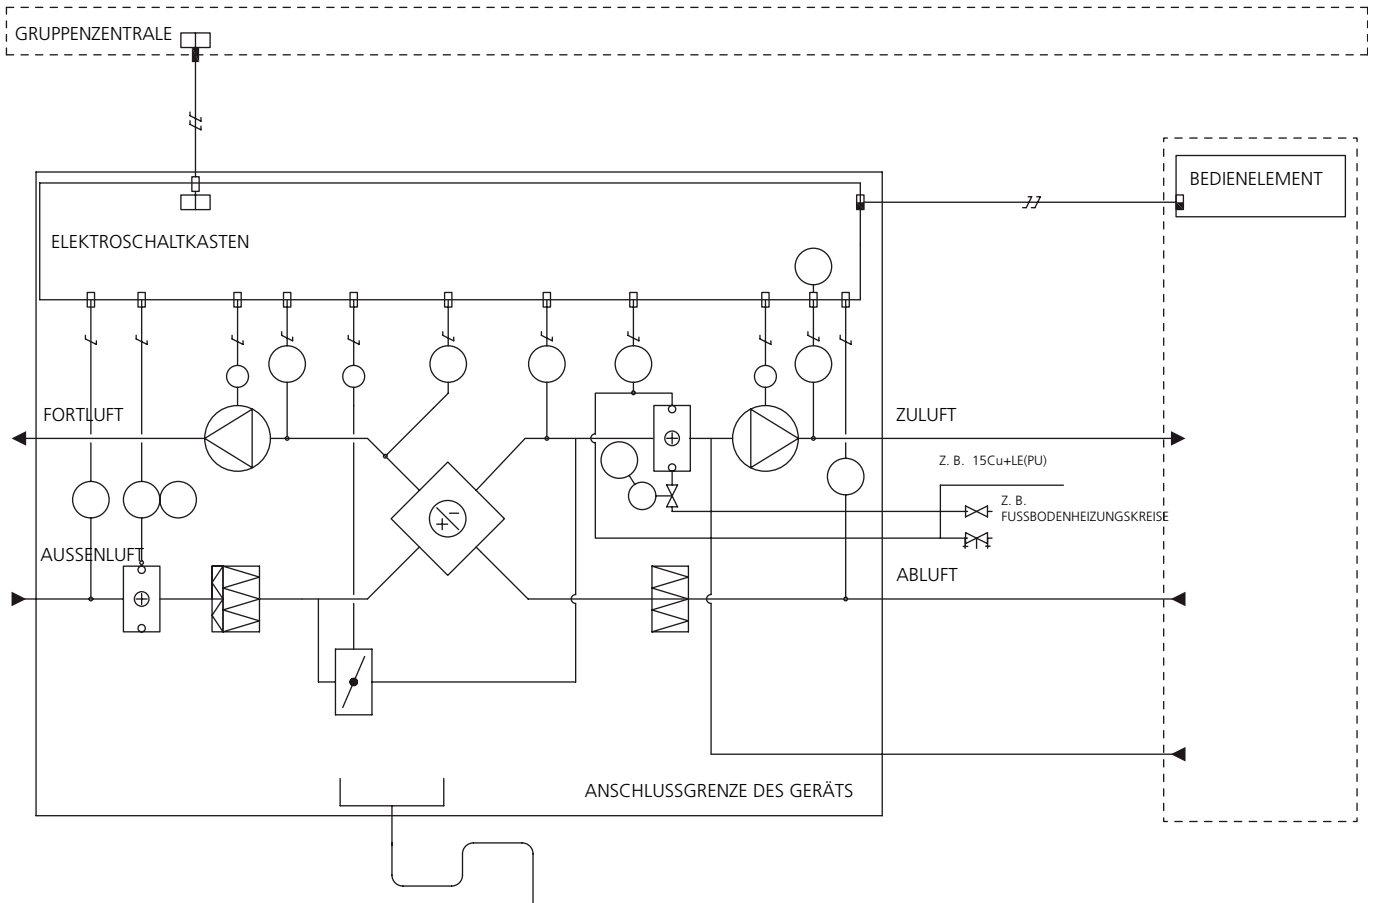 GRUPPENZENTRALE
BEDIENELEMENT
ELEKTROSCHALTKASTEN
FORTLUFT
ZULUFT
Z. B. 15Cu+LE(PU)
Z. B.
FUSSBODENHEIZUNGSKREISE
AUSSENLUFT
ABLUFT
ANSCHLUSSGRENZE DES GERÄTS